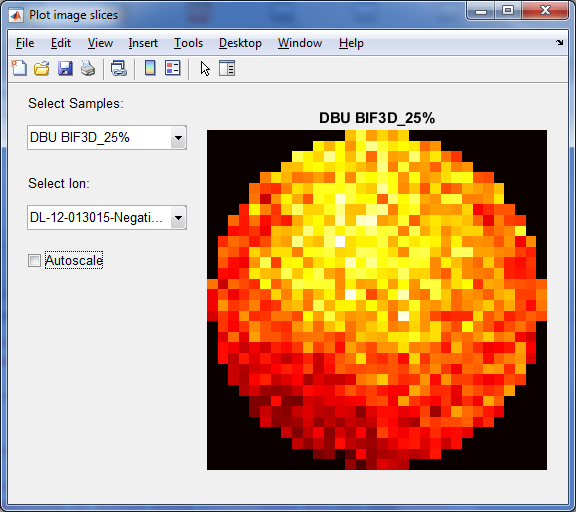 Plot image slices
File Edit View Insert Tools Desktop Window Help
Select Samples:
DBU BIF3D_25%
DBU BIF3D_25%
Select Ion:
DL-12-013015-Negati...
Autoscale